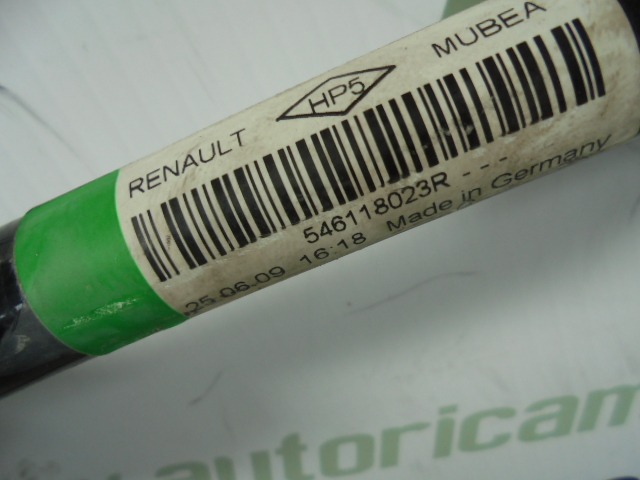 RENAULT HP5 MUBEA
546118023R - - -
25.06.09 16:18 Made in Germany
autoricam